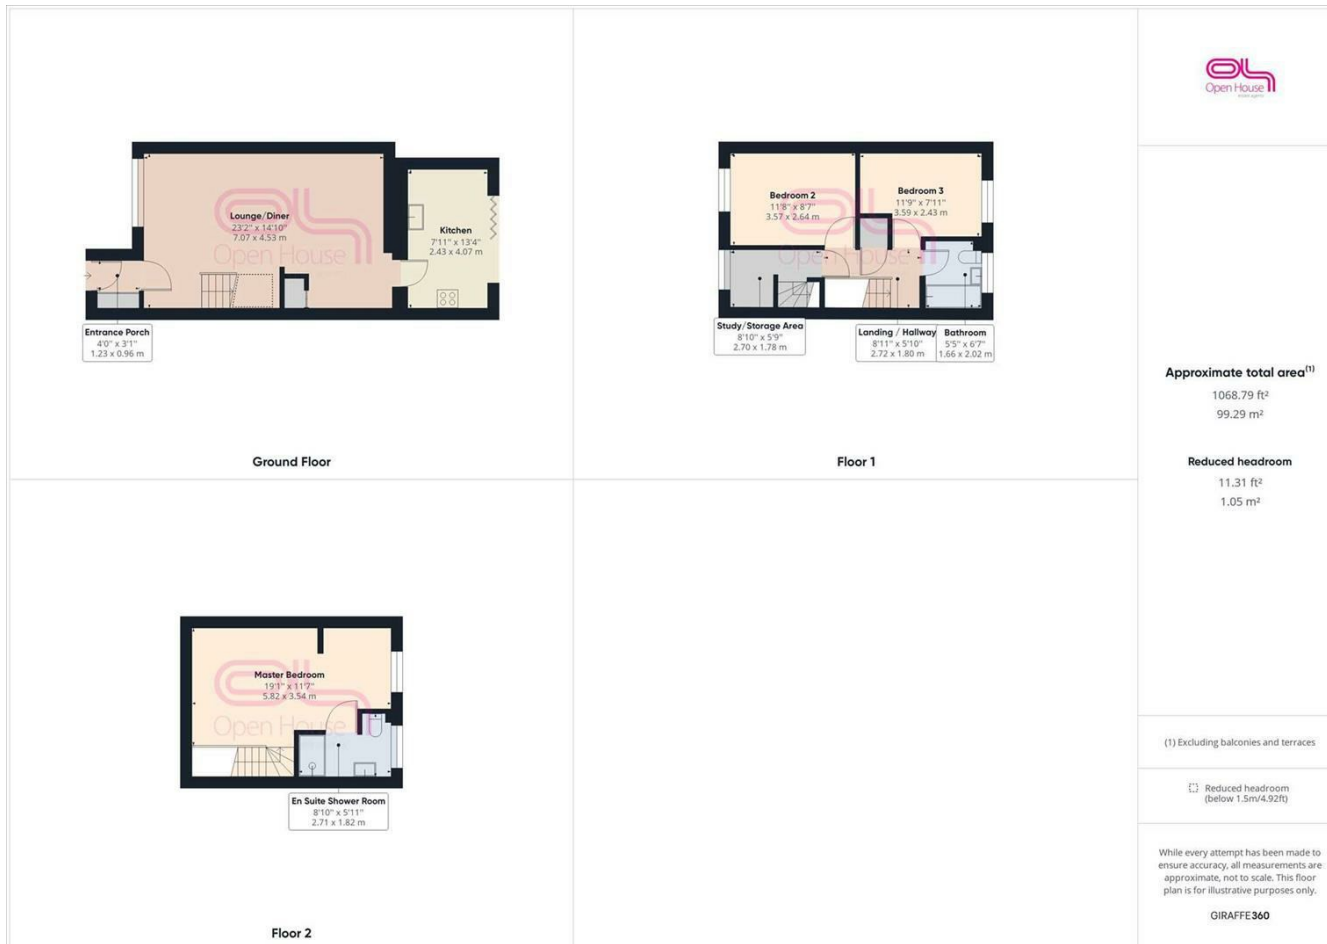 Lounge/Diner
23'2" x 14'10"
7.07 x 4.53 m
Open House
Kitchen
7'11" x 13'4"
2.43 x 4.07 m
Entrance Porch
4'0" x 3'1"
1.23 x 0.96 m
Ground Floor
Bedroom 2
11'8" x 8'7"
3.57 x 2.64 m
Bedroom 3
11'9" x 7'11"
3.59 x 2.43 m
Open House
Study/Storage Area
8'10" x 5'9"
2.70 x 1.78 m
Landing / Hallway
8'11" x 5'10"
2.72 x 1.80 m
Bathroom
5'5" x 6'7"
1.66 x 2.02 m
Floor 1
Master Bedroom
19'1" x 11'7"
5.82 x 3.54 m
Open House
En Suite Shower Room
8'10" x 5'11"
2.71 x 1.82 m
Floor 2
Open House
Approximate total area(1)
1068.79 ft²
99.29 m²
Reduced headroom
11.31 ft²
1.05 m²
(1) Excluding balconies and terraces
Reduced headroom
(below 1.5m/4.92ft)
While every attempt has been made to
ensure accuracy, all measurements are
approximate, not to scale. This floor
plan is for illustrative purposes only.
GIRAFFE360